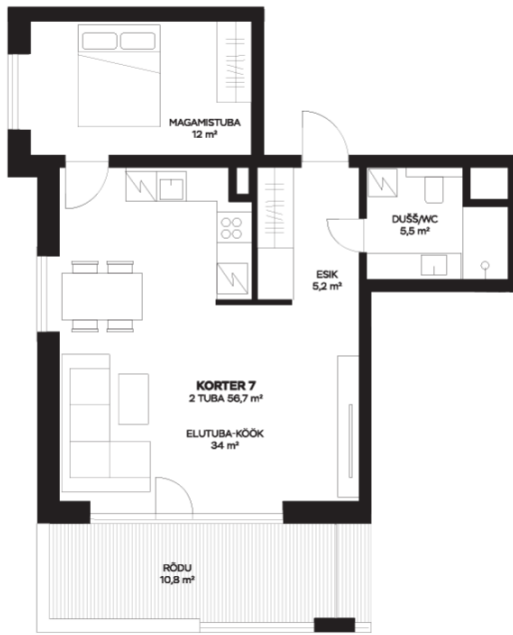 MAGAMISTUBA
12 m²
DUŠŠ/WC
5,5 m²
ESIK
5,2 m²
KORTER 7
2 TUBA 56,7 m²
ELUTUBA-KÖÖK
34 m²
RÕDU
10,8 m²